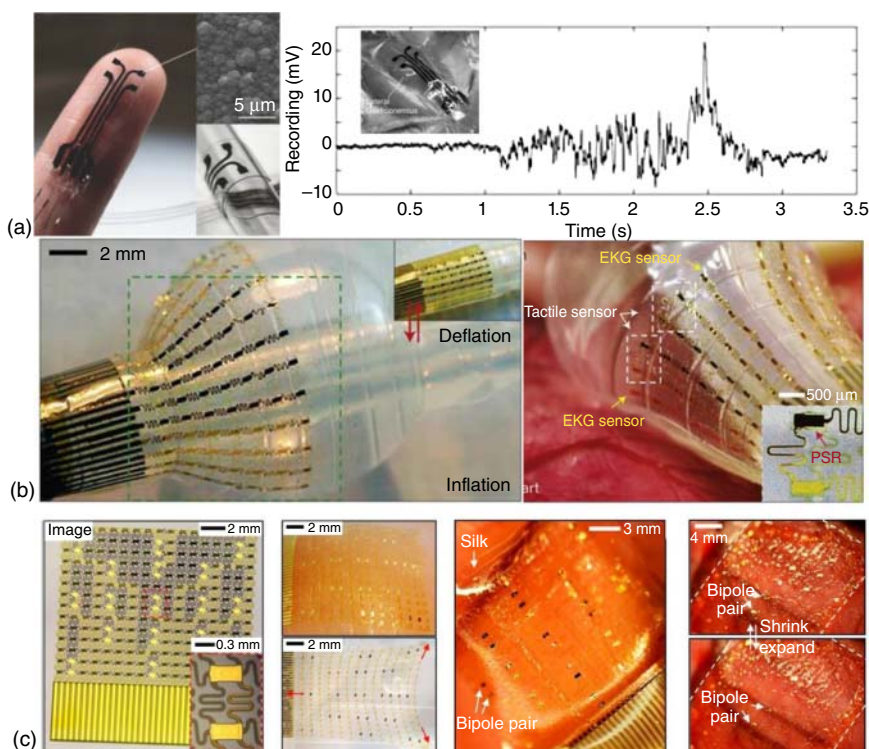 (a)
5 μm
Recording (mV)
20
10
0
−10
Lateral
Gastrocnemius
0
0.5
1
1.5
2
2.5
3
3.5
Time (s)
(b)
2 mm
Deflation
Inflation
EKG sensor
Tactile sensor
EKG sensor
500 μm
PSR
art
(c)
Image
2 mm
0.3 mm
2 mm
2 mm
Silk
3 mm
Bipole pair
4 mm
Bipole
pair
Shrink
expand
Bipole
pair